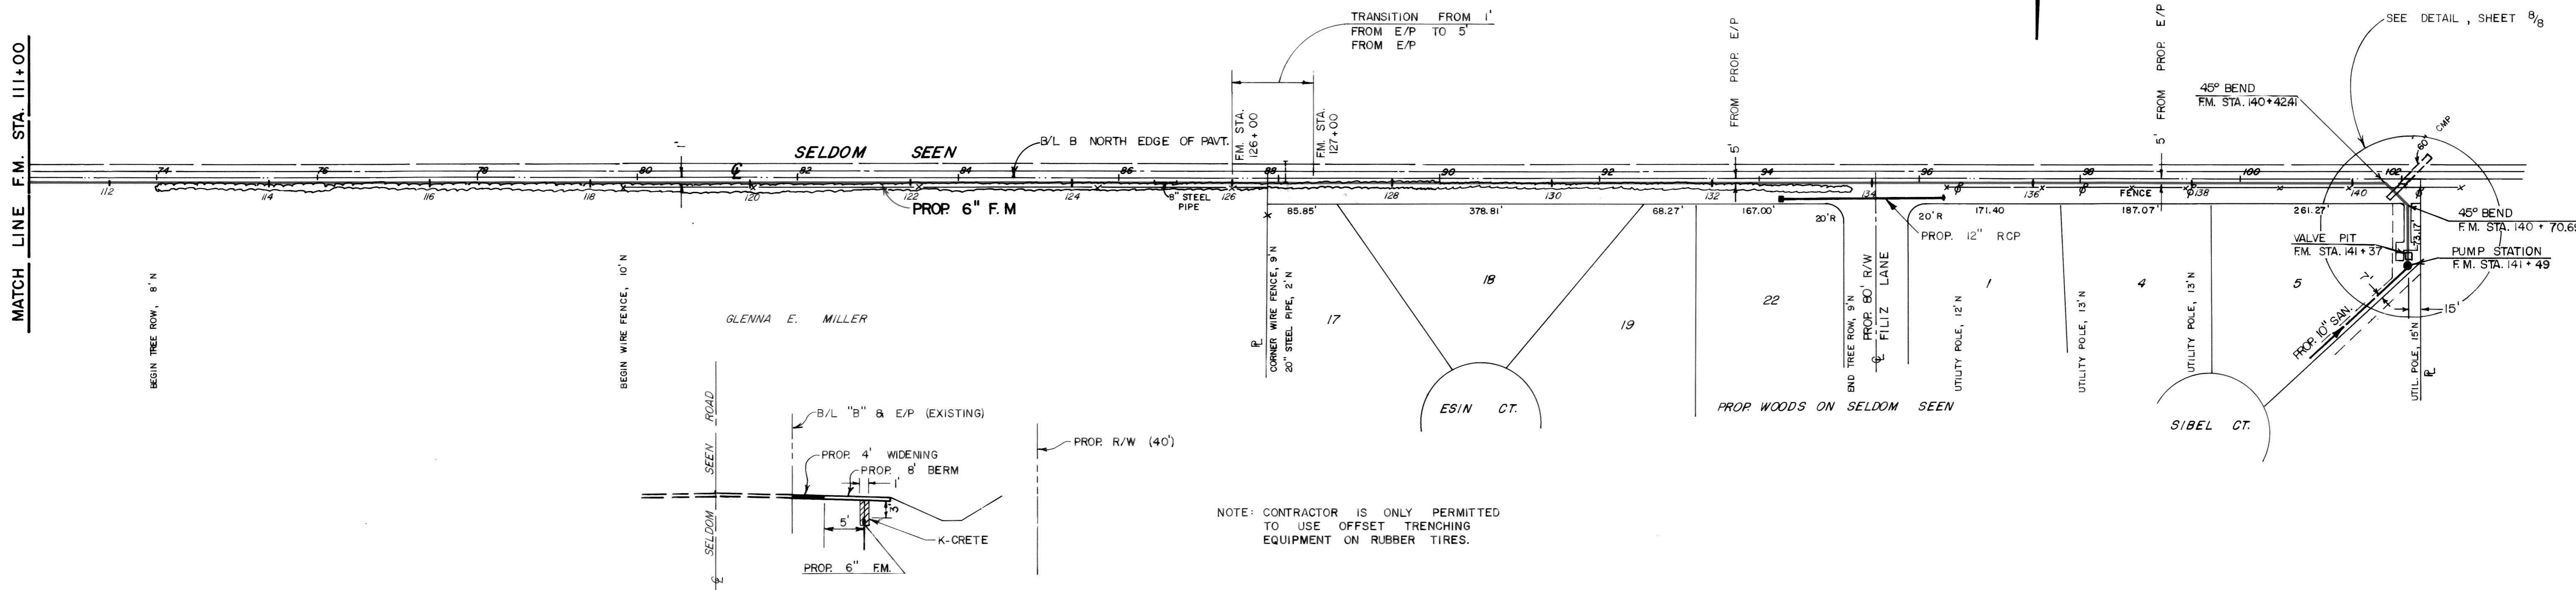 MATCH LINE F.M. STA. 111+00
TRANSITION FROM 1'
FROM E/P TO 5'
FROM E/P
5' FROM PROP. E/P
5' FROM PROP. E/P
SEE DETAIL, SHEET 8/8
45° BEND
F.M. STA. 140+42.41
60" CMP
F.M. STA.
126+00
F.M. STA.
127+00
SELDOM SEEN
B/L B NORTH EDGE OF PAVT.
1'
74 76 78 80 ℄ 82 84 86 88 90 92 94 96 98 100 102
112 114 116 118 120 122 124 126 128 130 132 134 136 138 140
8" STEEL
PIPE
PROP. 6" F.M
FENCE
85.85' 378.81' 68.27' 167.00' 20'R 20'R 171.40 187.07' 261.27'
PROP. 12" RCP
45° BEND
F.M. STA. 140 + 70.69
73.17'
VALVE PIT
F.M. STA. 141+37
PUMP STATION
F.M. STA. 141+49
7'
15'
PROP. 10" SAN.
BEGIN TREE ROW, 8' N
BEGIN WIRE FENCE, 10' N
GLENNA E. MILLER
℄ CORNER WIRE FENCE, 9' N
20" STEEL PIPE, 2' N
17
18
19
22
END TREE ROW, 9' N
PROP. 80' R/W
℄ FILIZ LANE
1
4
5
UTILITY POLE, 12' N
UTILITY POLE, 13' N
UTILITY POLE, 13' N
UTIL. POLE, 15' N
ESIN CT.
PROP. WOODS ON SELDOM SEEN
SIBEL CT.
℄ SELDOM SEEN ROAD
B/L "B" & E/P (EXISTING)
PROP. R/W (40')
PROP. 4' WIDENING
PROP. 8' BERM
1'
3'
5'
K-CRETE
PROP. 6" F.M.
NOTE: CONTRACTOR IS ONLY PERMITTED
TO USE OFFSET TRENCHING
EQUIPMENT ON RUBBER TIRES.